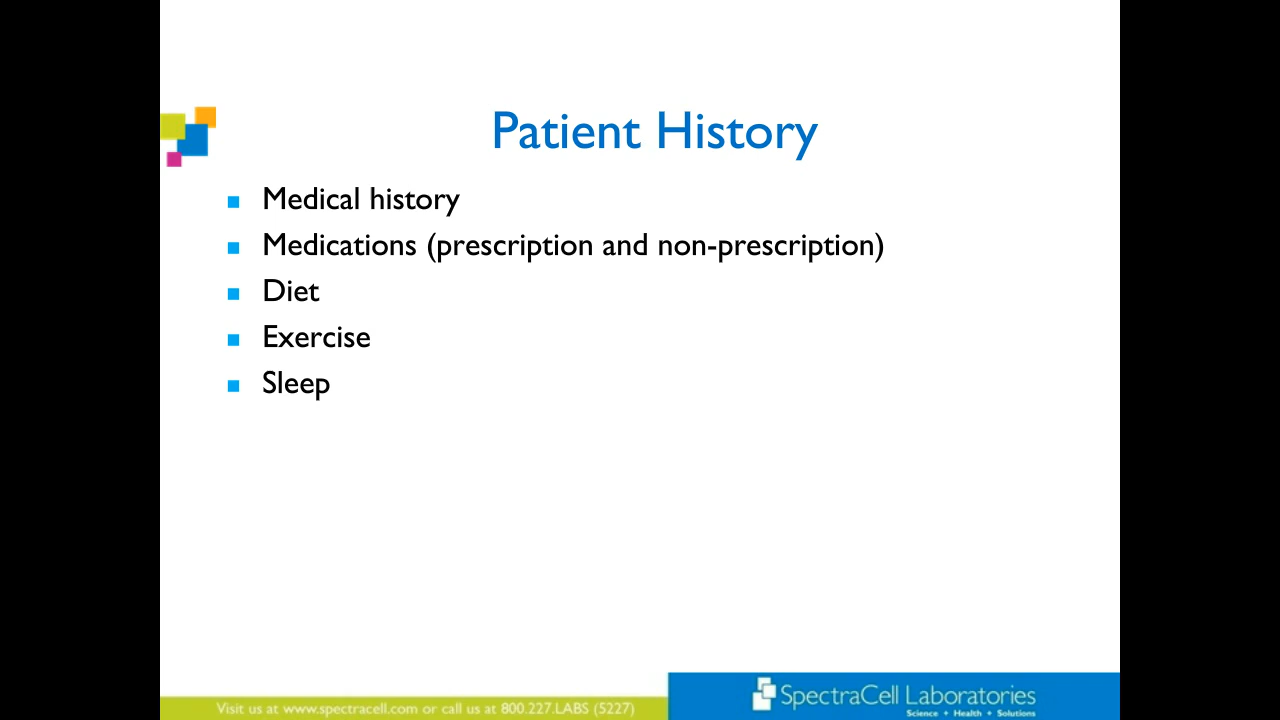 Patient History
Medical history
Medications (prescription and non-prescription)
Diet
Exercise
Sleep
Visit us at www.spectracell.com or call us at 800.227.LABS (5227)
SpectraCell Laboratories
Science + Health + Solutions